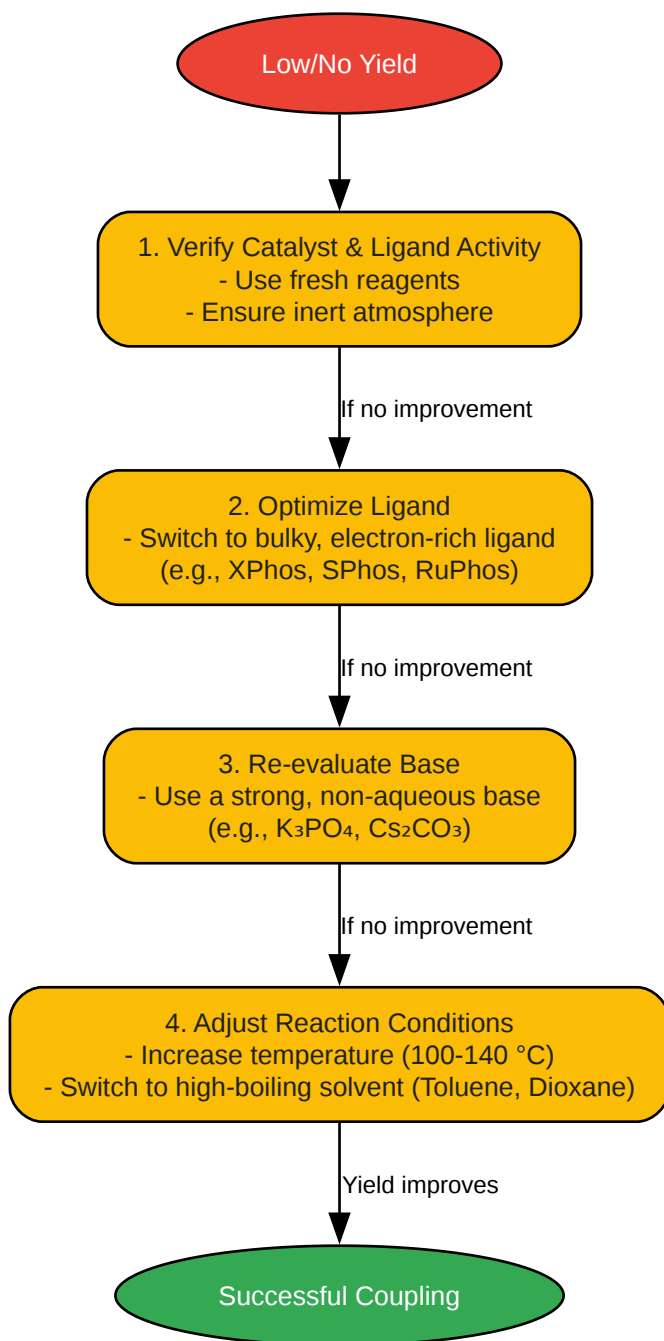 Low/No Yield
1. Verify Catalyst & Ligand Activity
- Use fresh reagents
- Ensure inert atmosphere
If no improvement
2. Optimize Ligand
- Switch to bulky, electron-rich ligand
(e.g., XPhos, SPhos, RuPhos)
If no improvement
3. Re-evaluate Base
- Use a strong, non-aqueous base
(e.g., K₃PO₄, Cs₂CO₃)
If no improvement
4. Adjust Reaction Conditions
- Increase temperature (100-140 °C)
- Switch to high-boiling solvent (Toluene, Dioxane)
Yield improves
Successful Coupling